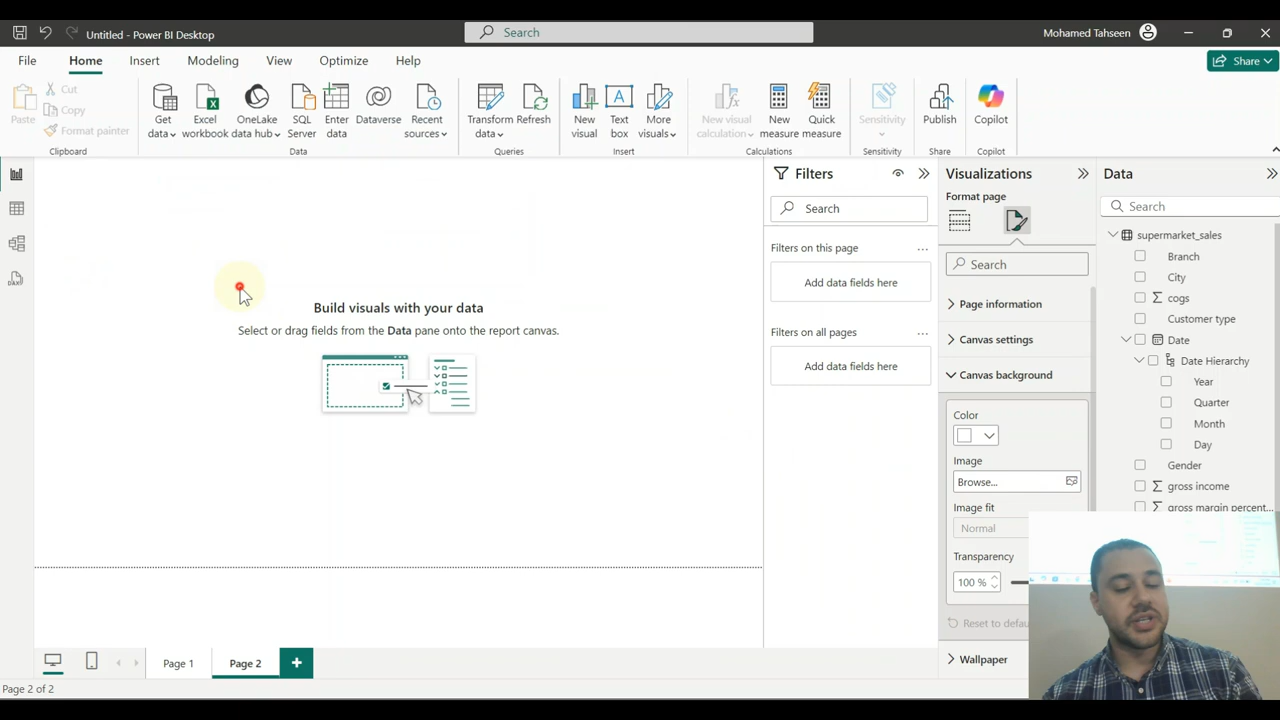 Untitled - Power BI Desktop
Search
Mohamed Tahseen
File
Home
Insert
Modeling
View
Optimize
Help
Share
Paste
Cut
Copy
Format painter
Clipboard
Get data
Excel workbook
OneLake data hub
SQL Server
Enter data
Dataverse
Recent sources
Data
Transform data
Refresh
Queries
New visual
Text box
More visuals
Insert
New visual calculation
New measure
Quick measure
Calculations
Sensitivity
Sensitivity
Publish
Share
Copilot
Copilot
Build visuals with your data
Select or drag fields from the Data pane onto the report canvas.
Filters
Search
Filters on this page
...
Add data fields here
Filters on all pages
...
Add data fields here
Visualizations
Format page
Search
Page information
Canvas settings
Canvas background
Color
Image
Browse...
Image fit
Normal
Transparency
100 %
Reset to defau
Wallpaper
Data
Search
supermarket_sales
Branch
City
cogs
Customer type
Date
Date Hierarchy
Year
Quarter
Month
Day
Gender
gross income
gross margin percent...
Page 1
Page 2
Page 2 of 2